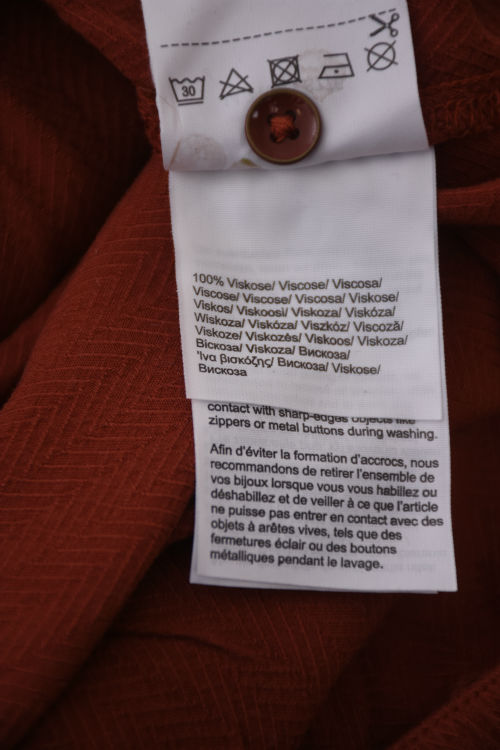 30
100% Viskose/ Viscose/ Viscosa/
Viscose/ Viscose/ Viscosa/ Viskose/
Viskos/ Viskoosi/ Viskoza/ Viskóza/
Wiskoza/ Viskóza/ Viszkóz/ Viscoză/
Viskoze/ Viskozės/ Viskoos/ Viskoza/
Віскоза/ Viskoza/ Вискоза/
Ίνα βισκόζης/ Вискоза/ Viskose/
Вискоза
contact with sharp-edges objects like
zippers or metal buttons during washing.
Afin d'éviter la formation d'accrocs, nous
recommandons de retirer l'ensemble de
vos bijoux lorsque vous vous habillez ou
déshabillez et de veiller à ce que l'article
ne puisse pas entrer en contact avec des
objets à arêtes vives, tels que des
fermetures éclair ou des boutons
métalliques pendant le lavage.